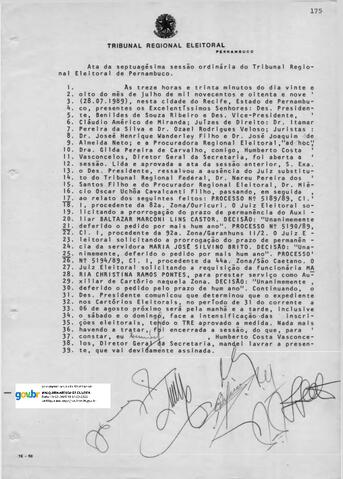 175
TRIBUNAL REGIONAL ELEITORAL
PERNAMBUCO
Ata da septuagésima sessão ordinária do Tribunal Regio-
nal Eleitoral de Pernambuco.
1. Às treze horas e trinta minutos do dia vinte e
2. oito do mês de julho de mil novecentos e oitenta e nove '
3. (28.07.1989), nesta cidade do Recife, Estado de Pernambu-
4. co, presentes os Excelentíssimos Senhores: Des. Presiden-
5. te, Benildes de Souza Ribeiro e Des. Vice-Presidente, '
6. Cláudio Américo de Miranda; Juízes de Direito: Dr. Itamar
7. Pereira da Silva e Dr. Ozael Rodrigues Veloso; Juristas :
8. Dr. José Henrique Wanderley Filho e Dr. José Joaquim de
9. Almeida Neto; e a Procuradora Regional Eleitoral, "ad hoc"
10. Dra. Gilda Pereira de Carvalho, comigo, Humberto Costa '
11. Vasconcelos, Diretor Geral da Secretaria, foi aberta a '
12. sessão. Lida e aprovada a ata da sessão anterior, S. Exa.
13. o Des. Presidente, ressalvou a ausência do Juiz substitu-
14. to do Tribunal Regional Federal, Dr. Nereu Pereira dos '
15. Santos Filho e do Procurador Regional Eleitoral, Dr. Mié-
16. cio Oscar Uchôa Cavalcanti Filho, passando, em seguida '
17. ao relato dos seguintes feitos: PROCESSO Nº 5189/89, Cl.'
18. I, procedente da 82a. Zona/Ouricuri. O Juiz Eleitoral so-
19. licitando a prorrogação do prazo de permanência do Auxi-
20. liar BALTAZAR MARCONI LINS CASTOR. DECISÃO: "Unanimemente
21. deferido o pedido por mais hum ano". PROCESSO Nº 5190/89,
22. Cl. I, procedente da 92a. Zona/Garanhuns II/2. O Juiz E-
23. leitoral solicitando a prorrogação do prazo de permanên-
24. cia da servidora MARIA JOSÉ SILVINO BRITO. DECISÃO: "Unâ-
25. nimemente, deferido o pedido por mais hum ano". PROCESSO'
26. Nº 5194/89, Cl. I, procedente da 44a. Zona/São Caetano. O
27. Juiz Eleitoral solicitando a requisição da funcionária MA
28. RIA CHRISTINA RAMOS PONTES, para prestar serviço como Au-
29. xiliar de Cartório naquela Zona. DECISÃO: "Unanimemente ,
30. deferido o pedido pelo prazo de hum ano". Continuando, o
31. Des. Presidente comunicou que determinou que o expediente
32. nos Cartórios Eleitorais, no período de 31 do corrente a
33. 06 de agosto próximo será pela manhã e a tarde, inclusive
34. o sábado e o domingo, face a intensificação das inscri-
35. ções eleitorais, tendo o TRE aprovado a medida. Nada mais
36. havendo a tratar, foi encerrada a sessão, do que, para '
37. constar, eu , Humberto Costa Vasconce-
38. los, Diretor Geral da Secretaria, mandei lavrar a presen-
39. te, que vai devidamente assinada.
gov.br